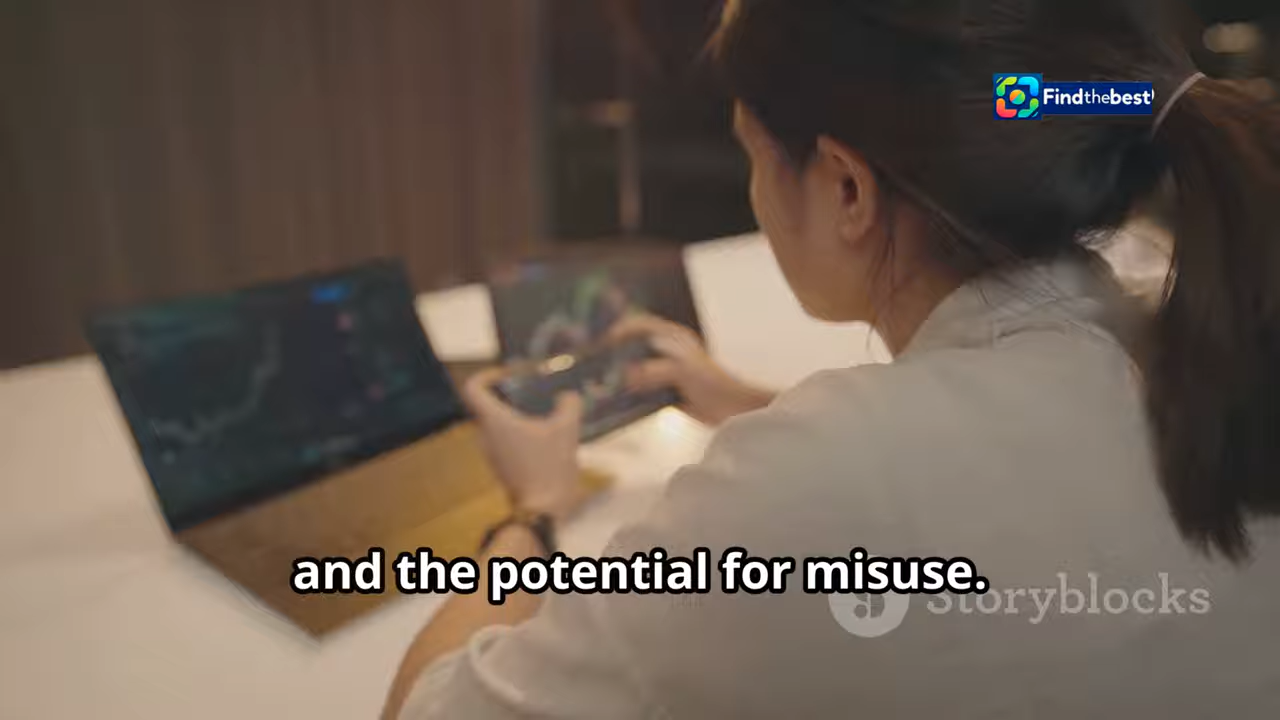 Findthebest
and the potential for misuse.
Storyblocks